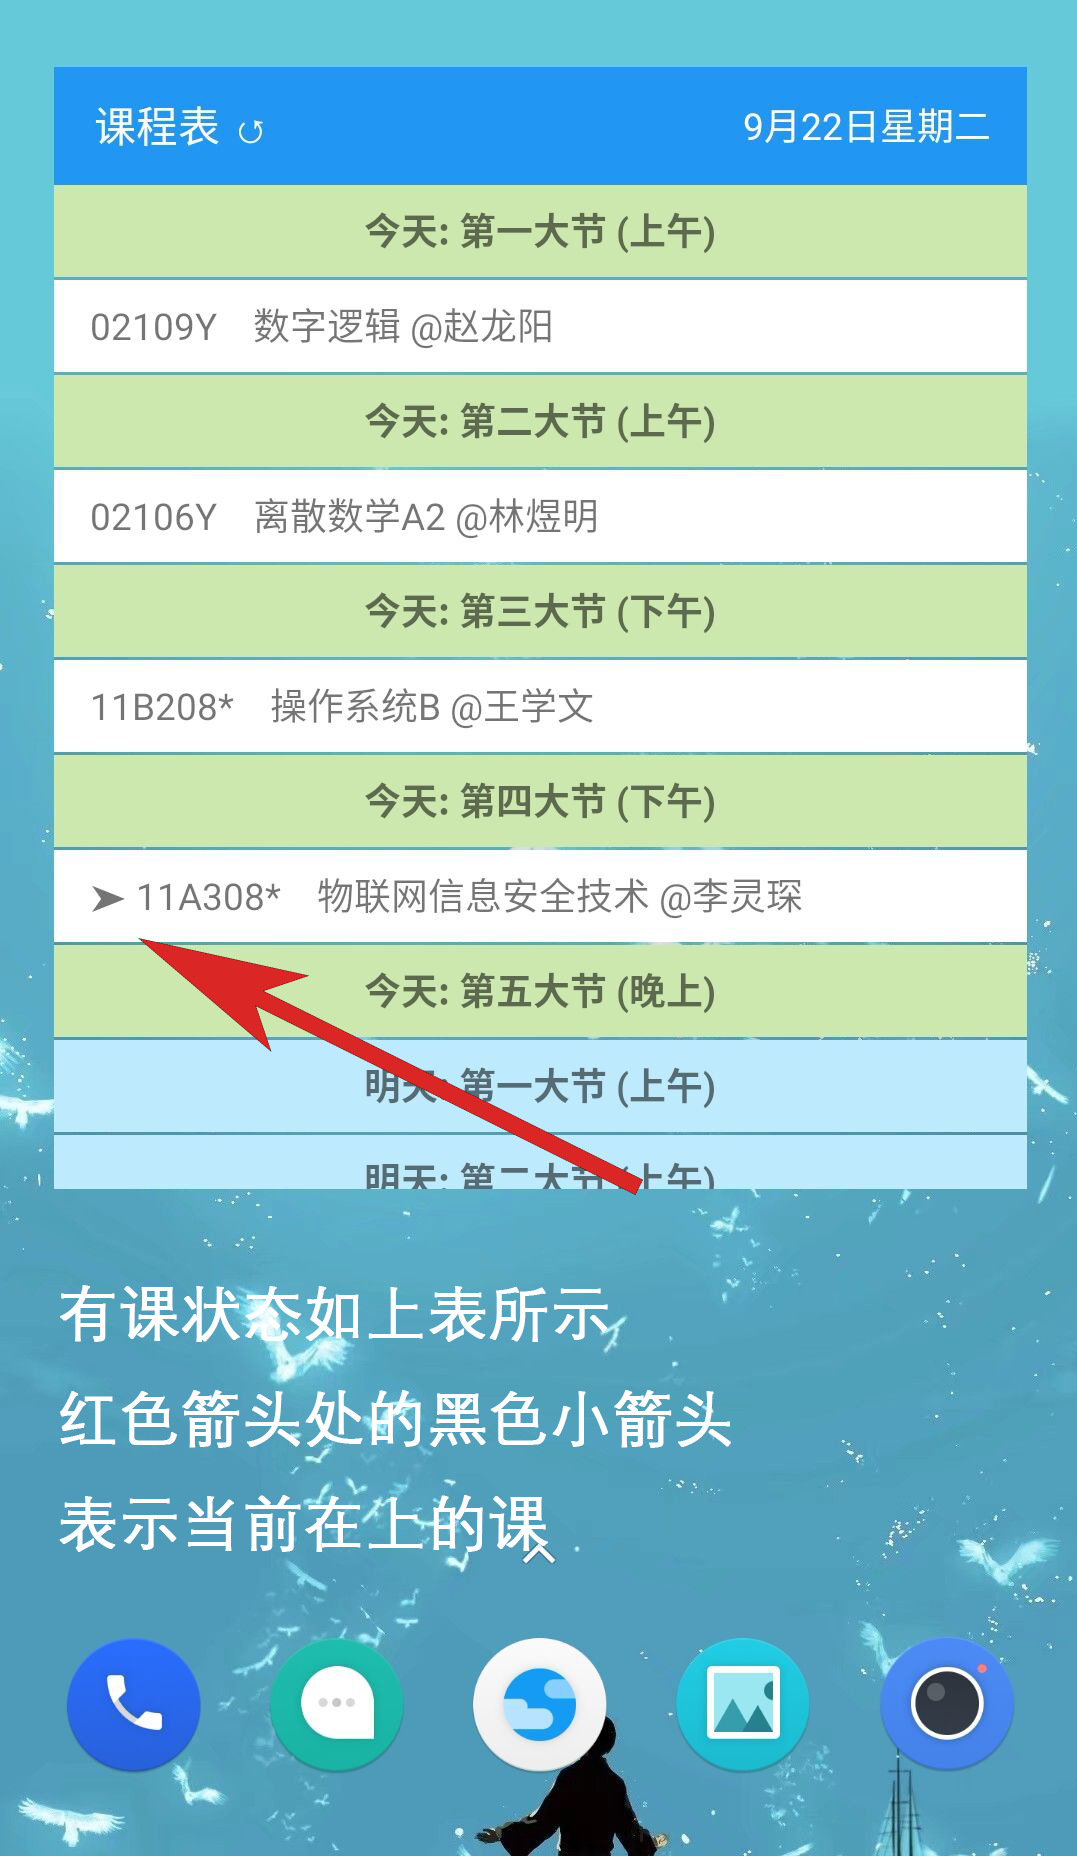 课程表
9月22日星期二
今天: 第一大节 (上午)
02109Y 数字逻辑 @赵龙阳
今天: 第二大节 (上午)
02106Y 离散数学A2 @林煜明
今天: 第三大节 (下午)
11B208* 操作系统B @王学文
今天: 第四大节 (下午)
➤ 11A308* 物联网信息安全技术 @李灵琛
今天: 第五大节 (晚上)
明天: 第一大节 (上午)
明天: 第二大节 (上午)
有课状态如上表所示
红色箭头处的黑色小箭头
表示当前在上的课